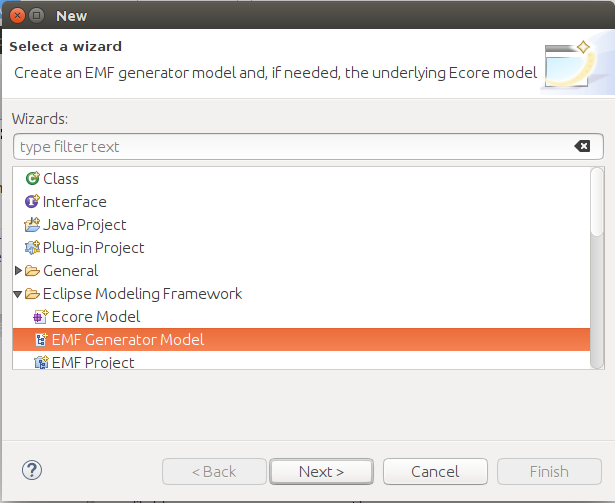 New
Select a wizard
Create an EMF generator model and, if needed, the underlying Ecore model
Wizards:
type filter text
Class
Interface
Java Project
Plug-in Project
General
Eclipse Modeling Framework
Ecore Model
EMF Generator Model
EMF Project
? < Back Next > Cancel Finish